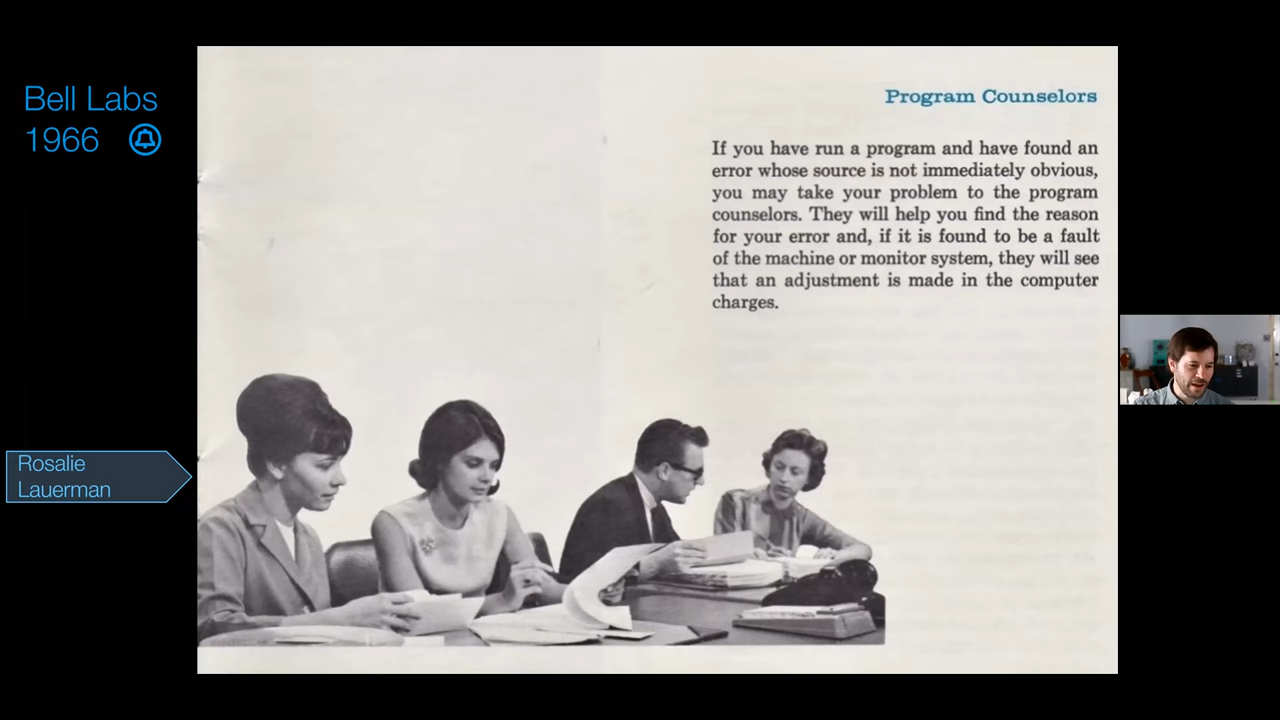 Bell Labs
1966
Program Counselors
If you have run a program and have found an
error whose source is not immediately obvious,
you may take your problem to the program
counselors. They will help you find the reason
for your error and, if it is found to be a fault
of the machine or monitor system, they will see
that an adjustment is made in the computer
charges.
Rosalie
Lauerman